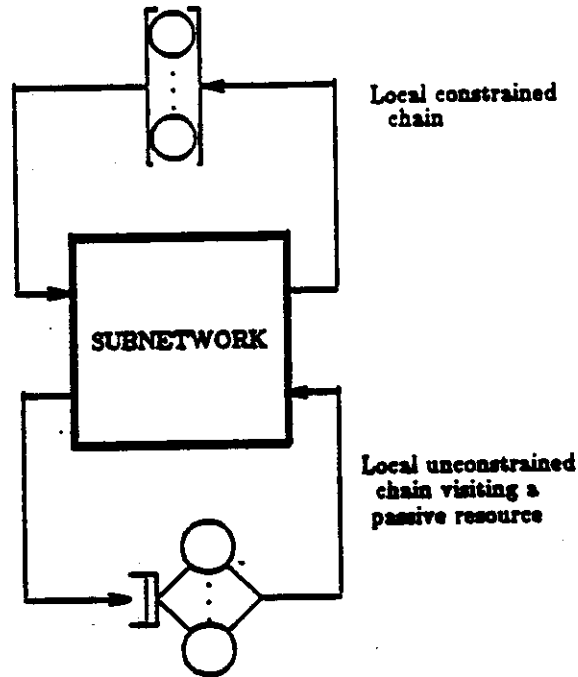 Local constrained
chain
SUBNETWORK
Local unconstrained
chain visiting a
passive resource